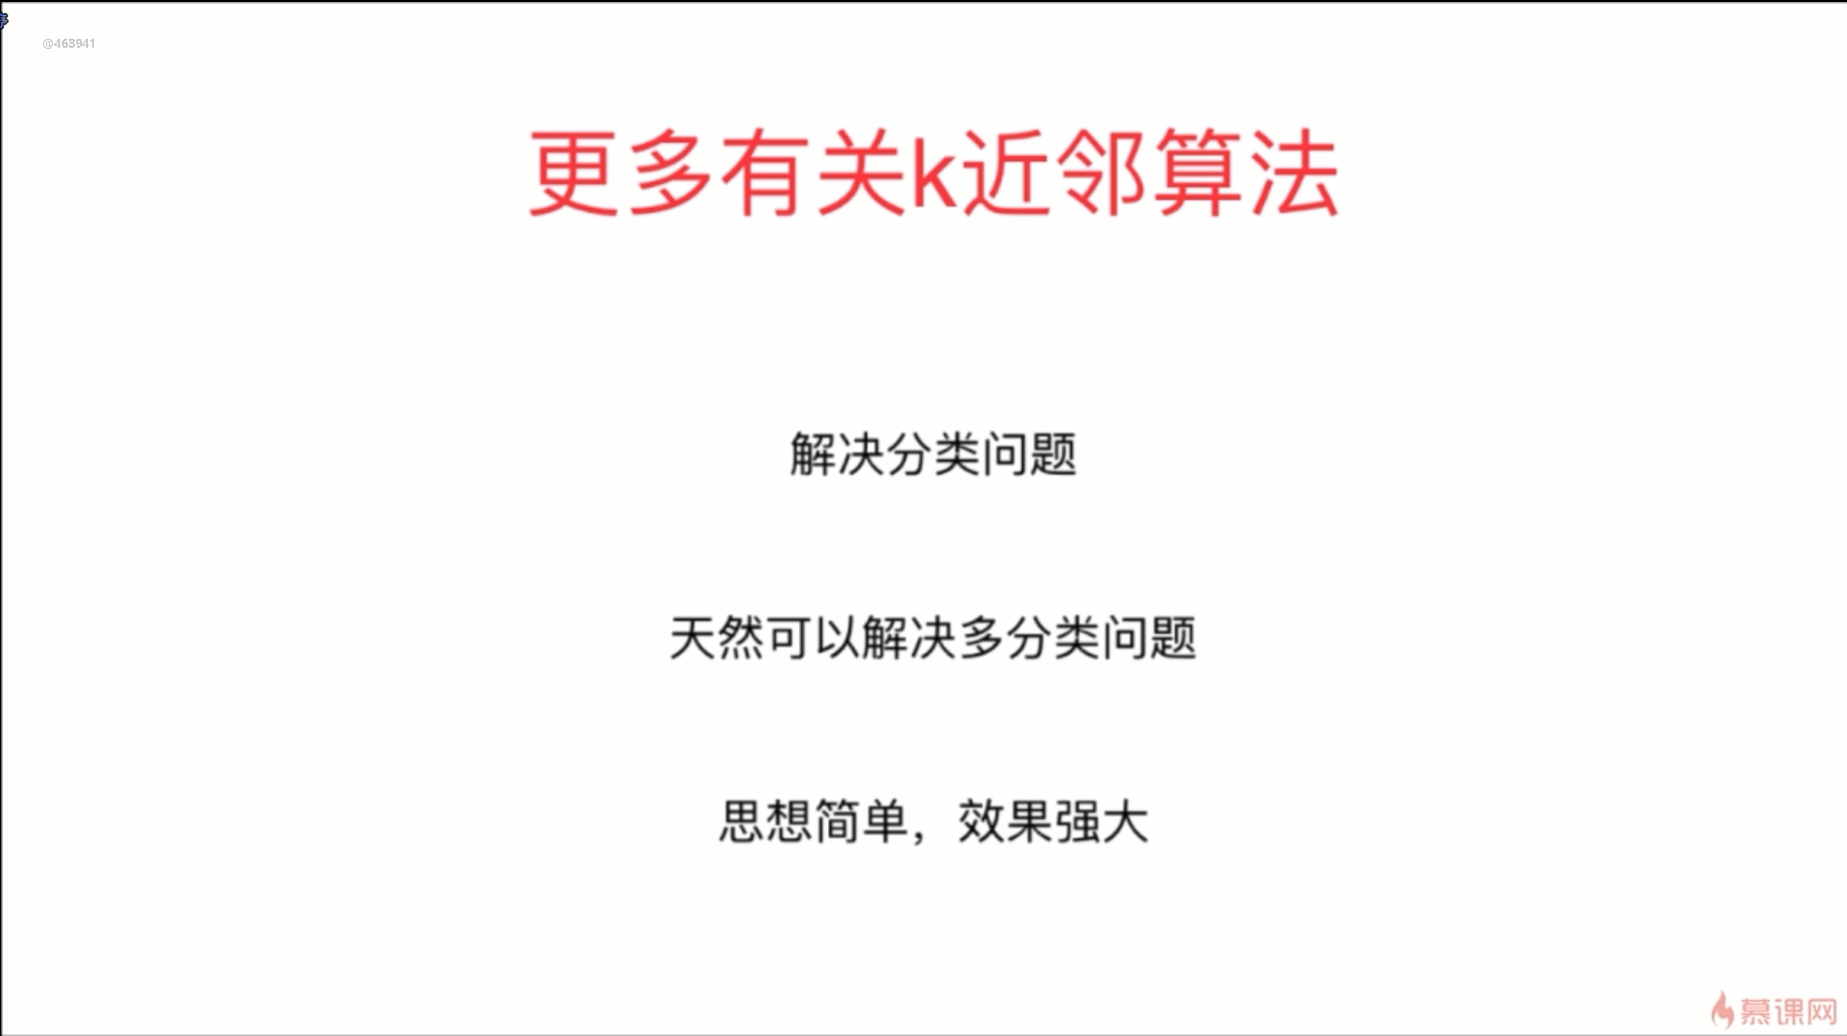 @463941
更多有关k近邻算法
解决分类问题
天然可以解决多分类问题
思想简单，效果强大
慕课网